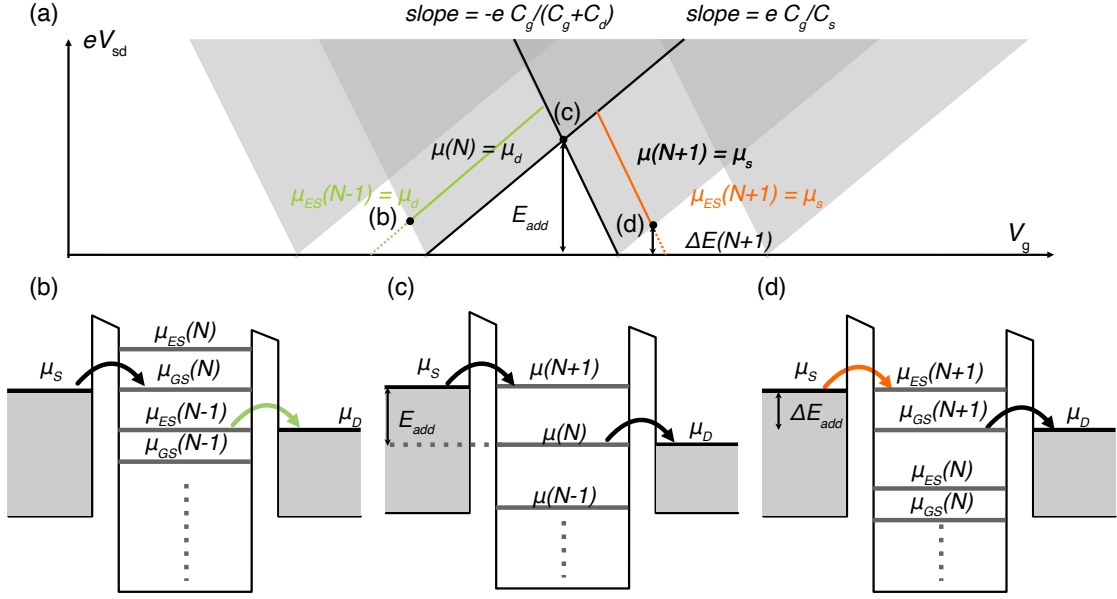 (a)
slope = -e C_g/(C_g+C_d)
slope = e C_g/C_s
eV_sd
(c)
μ(N) = μ_d
μ(N+1) = μ_s
μ_ES(N-1) = μ_d
μ_ES(N+1) = μ_s
(b)
E_add
(d)
ΔE(N+1)
V_g
(b)
(c)
(d)
μ_ES(N)
μ_S
μ_GS(N)
μ_ES(N-1)
μ_D
μ_GS(N-1)
μ_S
μ(N+1)
E_add
μ(N)
μ_D
μ(N-1)
μ_S
μ_ES(N+1)
ΔE_add
μ_GS(N+1)
μ_D
μ_ES(N)
μ_GS(N)